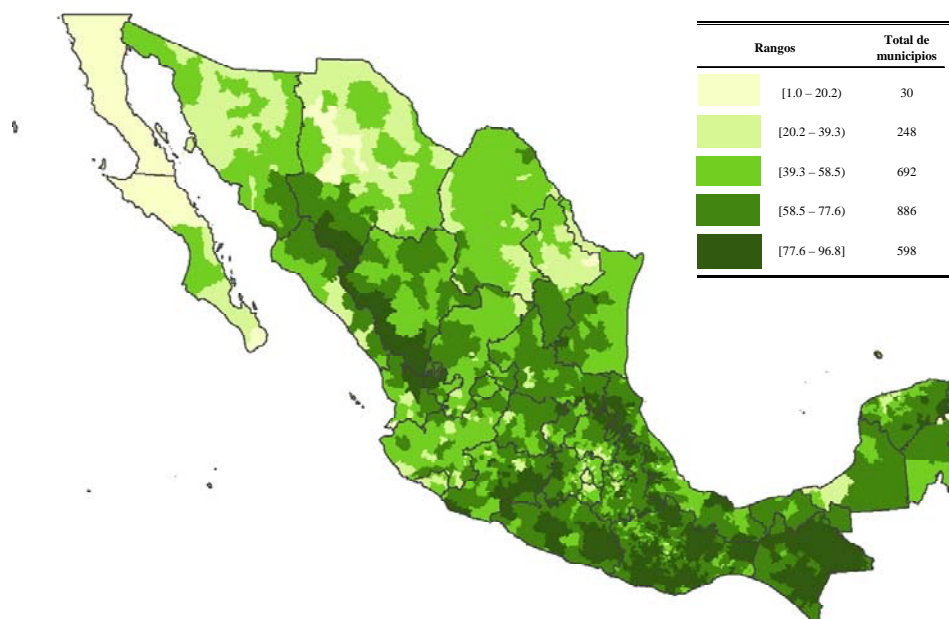 Rangos Total de municipios
[1.0 – 20.2) 30
[20.2 – 39.3) 248
[39.3 – 58.5) 692
[58.5 – 77.6) 886
[77.6 – 96.8] 598